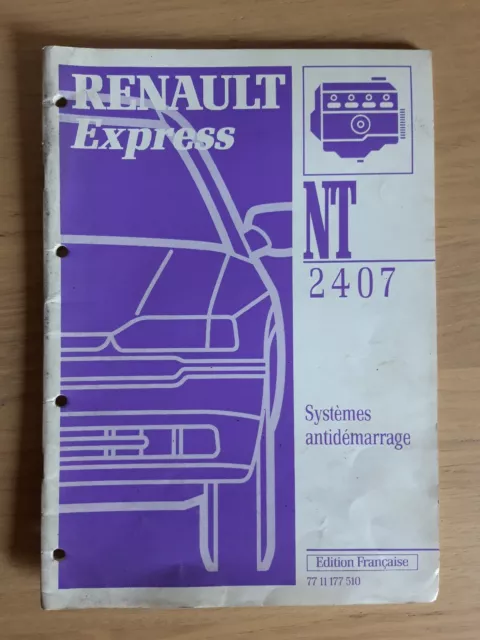 RENAULT
Express
NT
2407
Systèmes
antidémarrage
Edition Française
77 11 177 510